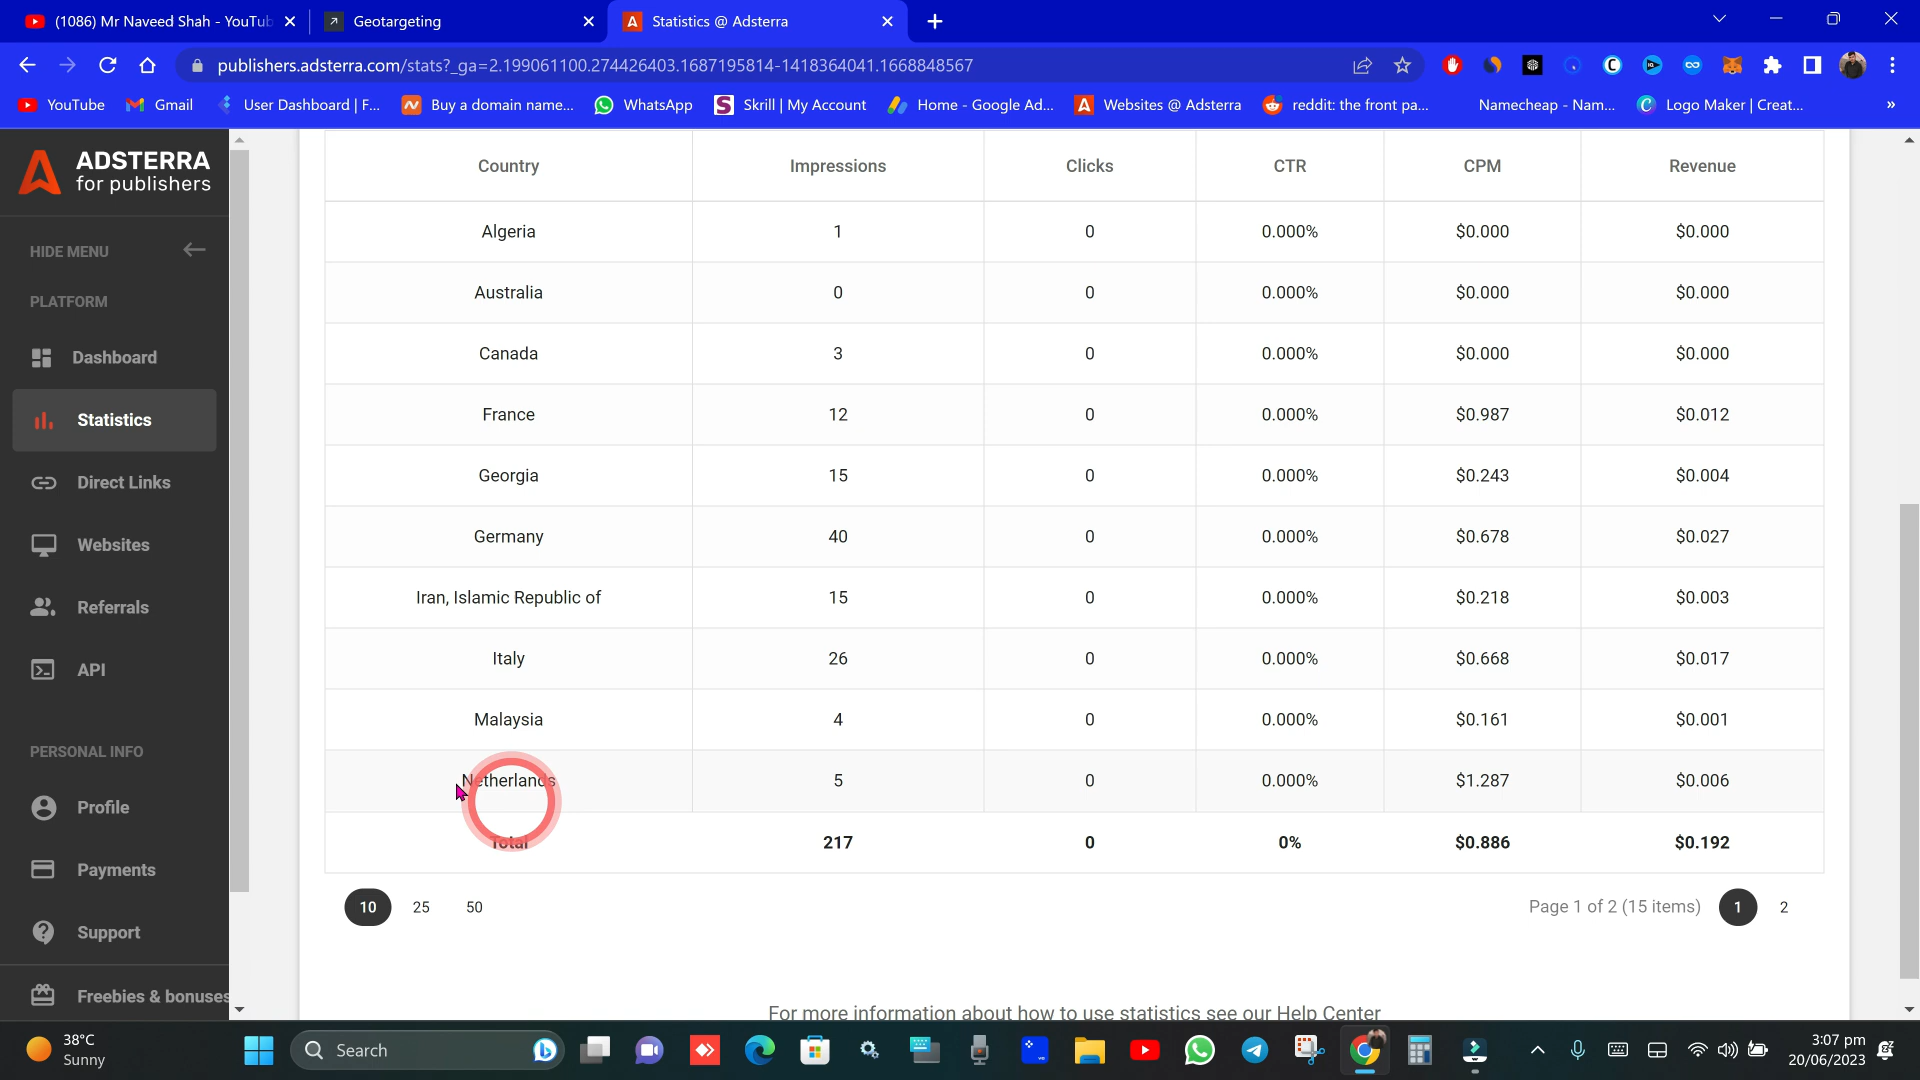 (1086) Mr Naveed Shah - YouTub
Geotargeting
Statistics @ Adsterra
publishers.adsterra.com/stats?_ga=2.199061100.274426403.1687195814-1418364041.1668848567
YouTube
Gmail
User Dashboard | F...
Buy a domain name...
WhatsApp
Skrill | My Account
Home - Google Ad...
Websites @ Adsterra
reddit: the front pa...
Namecheap - Nam...
Logo Maker | Creat...
»
ADSTERRA
for publishers
HIDE MENU
PLATFORM
Dashboard
Statistics
Direct Links
Websites
Referrals
API
PERSONAL INFO
Profile
Payments
Support
Freebies & bonuses
Country Impressions Clicks CTR CPM Revenue
Algeria 1 0 0.000% $0.000 $0.000
Australia 0 0 0.000% $0.000 $0.000
Canada 3 0 0.000% $0.000 $0.000
France 12 0 0.000% $0.987 $0.012
Georgia 15 0 0.000% $0.243 $0.004
Germany 40 0 0.000% $0.678 $0.027
Iran, Islamic Republic of 15 0 0.000% $0.218 $0.003
Italy 26 0 0.000% $0.668 $0.017
Malaysia 4 0 0.000% $0.161 $0.001
Netherlands 5 0 0.000% $1.287 $0.006
Total 217 0 0% $0.886 $0.192
10 25 50
Page 1 of 2 (15 items) 1 2
For more information about how to use statistics see our Help Center
38°C
Sunny
Search
3:07 pm
20/06/2023